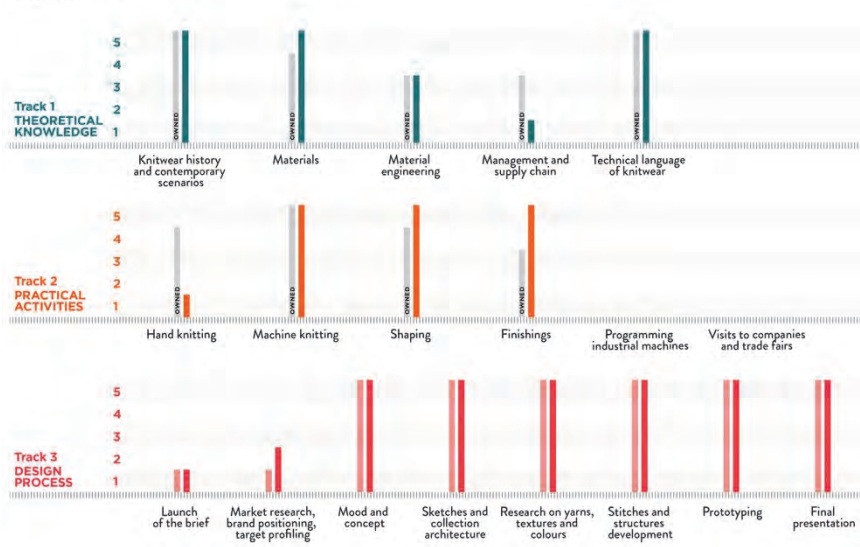 5
4
3
2
1
Track 1
THEORETICAL
KNOWLEDGE
OWNED
OWNED
OWNED
OWNED
OWNED
Knitwear history
and contemporary
scenarios
Materials
Material
engineering
Management and
supply chain
Technical language
of knitwear
5
4
3
2
1
Track 2
PRACTICAL
ACTIVITIES
OWNED
OWNED
OWNED
OWNED
Hand knitting
Machine knitting
Shaping
Finishings
Programming
industrial machines
Visits to companies
and trade fairs
5
4
3
2
1
Track 3
DESIGN
PROCESS
Launch
of the brief
Market research,
brand positioning,
target profiling
Mood and
concept
Sketches and
collection
architecture
Research on yarns,
textures and
colours
Stitches and
structures
development
Prototyping
Final
presentation